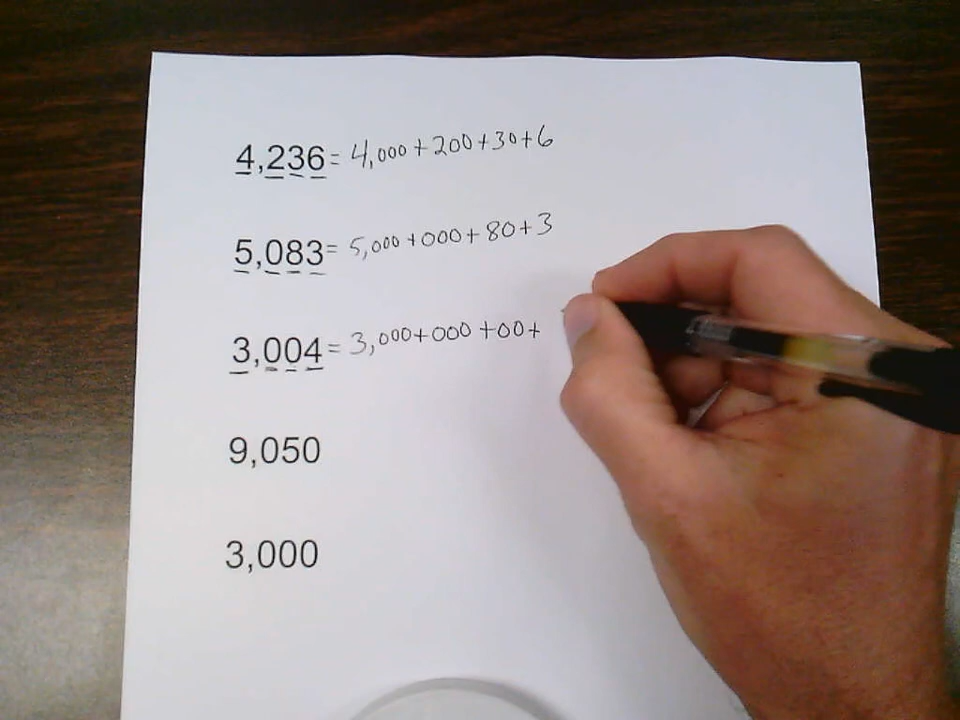 4,236 = 4,000 + 200 + 30 + 6
5,083 = 5,000 + 000 + 80 + 3
3,004 = 3,000 + 000 + 00 +
9,050
3,000